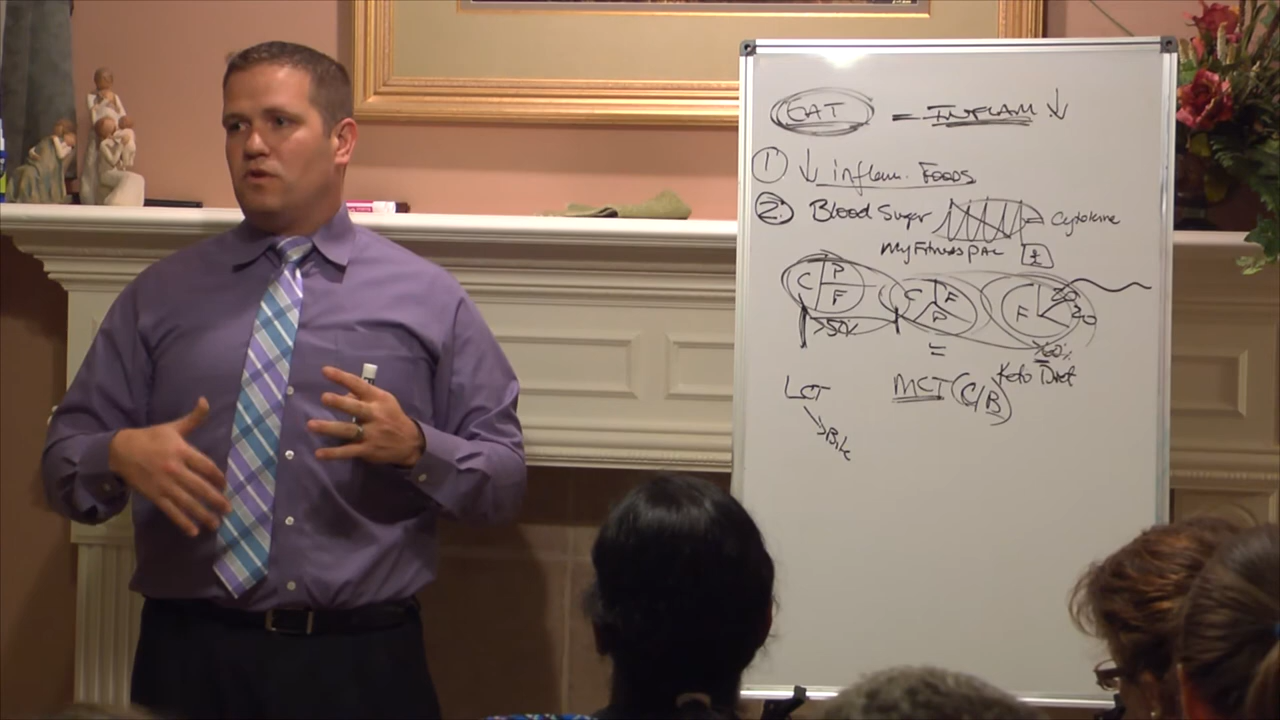 EAT = INFLAM ↓
① ↓ inflam. FOODS
②. Blood Sugar = Cytokine
MyFitnessPAL £
C P F
C F P
F 20 20
>50%
=
>60%
Keto Diet
LCT MCT (C/B)
→ Bile